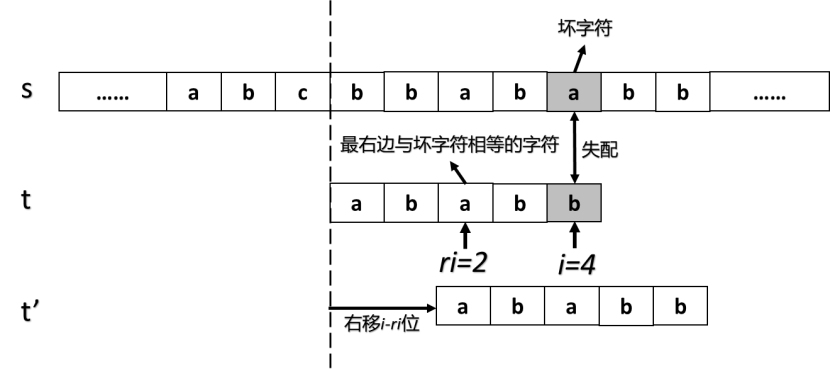 坏字符
s …… a b c b b a b a b b ……
最右边与坏字符相等的字符
失配
t a b a b b
ri=2 i=4
t’ a b a b b
右移i-ri位